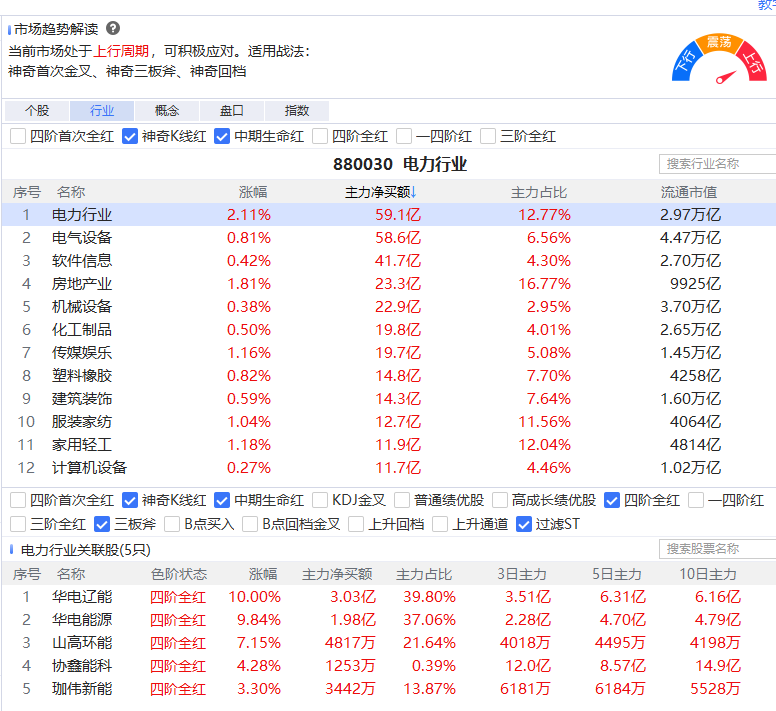 市场趋势解读 ?
当前市场处于上行周期，可积极应对。适用战法：
神奇首次金叉、神奇三板斧、神奇回档
下行 震荡 上行
个股 行业 概念 盘口 指数
四阶首次全红 神奇K线红 中期生命红 四阶全红 一四阶红 三阶全红
880030 电力行业 搜索行业名称
序号 名称 涨幅 主力净买额↓ 主力占比 流通市值
1 电力行业 2.11% 59.1亿 12.77% 2.97万亿
2 电气设备 0.81% 58.6亿 6.56% 4.47万亿
3 软件信息 0.42% 41.7亿 4.30% 2.70万亿
4 房地产业 1.81% 23.3亿 16.77% 9925亿
5 机械设备 0.38% 22.9亿 2.95% 3.70万亿
6 化工制品 0.50% 19.8亿 4.01% 2.65万亿
7 传媒娱乐 1.16% 19.7亿 5.08% 1.45万亿
8 塑料橡胶 0.82% 14.8亿 7.70% 4258亿
9 建筑装饰 0.59% 14.3亿 7.64% 1.60万亿
10 服装家纺 1.04% 12.7亿 11.56% 4064亿
11 家用轻工 1.18% 11.9亿 12.04% 4814亿
12 计算机设备 0.27% 11.7亿 4.46% 1.02万亿
四阶首次全红 神奇K线红 中期生命红 KDJ金叉 普通绩优股 高成长绩优股 四阶全红 一四阶红
三阶全红 三板斧 B点买入 B点回档金叉 上升回档 上升通道 过滤ST
电力行业关联股(5只) 搜索股票名称
序号 名称 色阶状态 涨幅 主力净买额 主力占比 3日主力 5日主力 10日主力
1 华电辽能 四阶全红 10.00% 3.03亿 39.80% 3.51亿 6.31亿 6.16亿
2 华电能源 四阶全红 9.84% 1.98亿 37.06% 2.28亿 4.70亿 4.79亿
3 山高环能 四阶全红 7.15% 4817万 21.64% 4018万 4495万 4198万
4 协鑫能科 四阶全红 4.28% 1253万 0.39% 12.0亿 8.57亿 14.9亿
5 珈伟新能 四阶全红 3.30% 3442万 13.87% 6181万 6184万 5528万